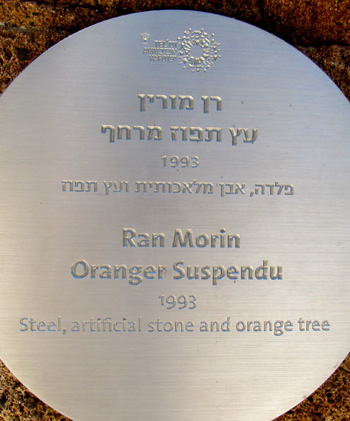 רן מורין
עץ תפוז מרחף
1993
פלדה, אבן מלאכותית ועץ תפוז
Ran Morin
Oranger Suspendu
1993
Steel, artificial stone and orange tree